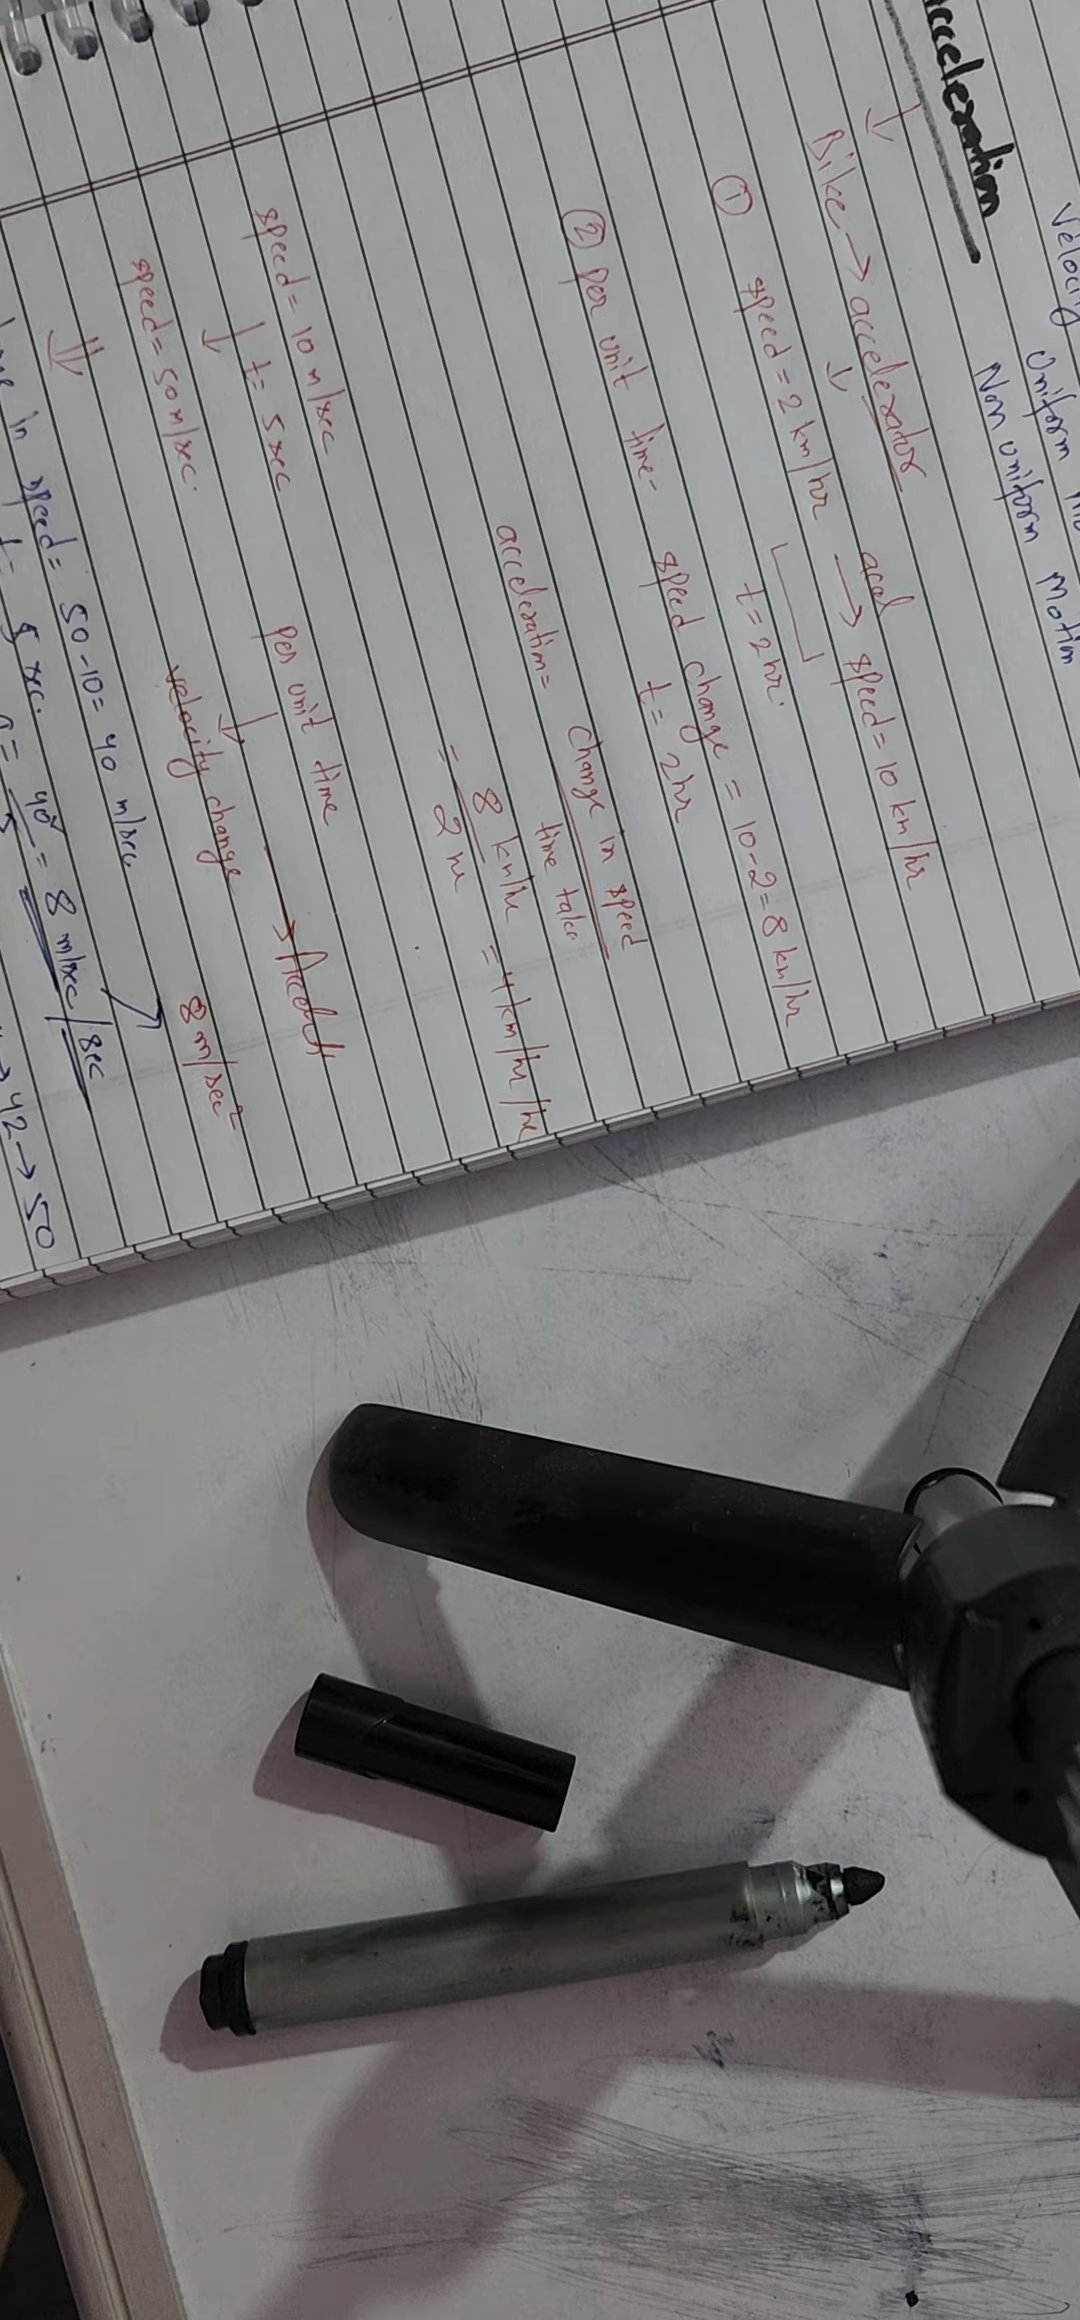 Velocity
Uniform
Non uniform Motion
acceleration
↓
Bike → accelerator
↓
① speed = 2 km/hr → accl speed = 10 km/hr
t = 2 hr.
② per unit time - speed change = 10-2 = 8 km/hr
t = 2 hr
acceleration = change in speed
time take
= 8 km/hr = 4 km/hr/hr
2 hr
speed = 10 m/sec per unit time
↓ t = 5 sec ↓
speed = 50 m/sec. velocity change 8 m/sec²
⇓
in speed = 50-10 = 40 m/sec
t = 5 sec. a = 40 = 8 m/sec/sec
5
→ 42 → 50